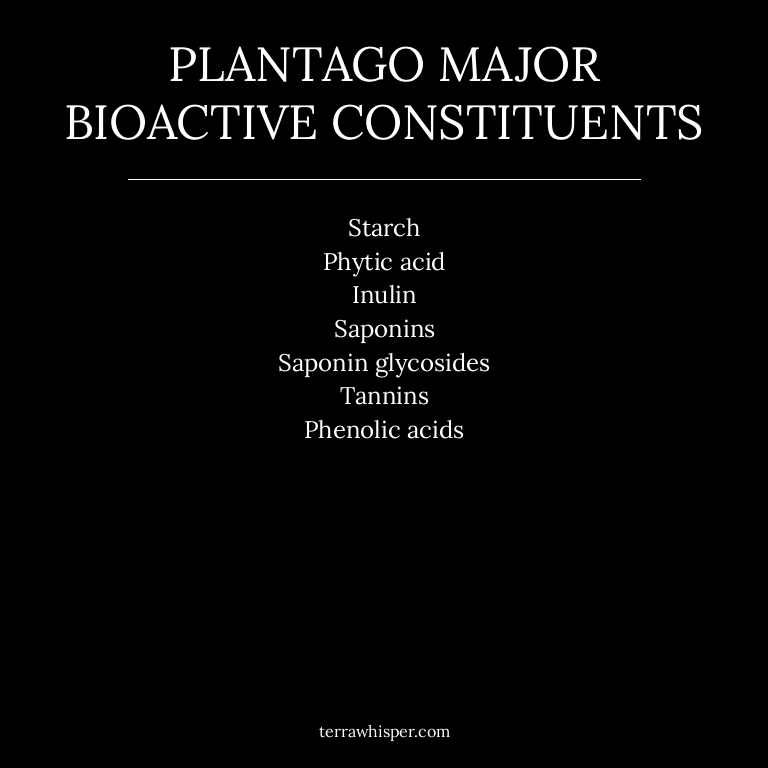 PLANTAGO MAJOR
BIOACTIVE CONSTITUENTS
Starch
Phytic acid
Inulin
Saponins
Saponin glycosides
Tannins
Phenolic acids
terrawhisper.com